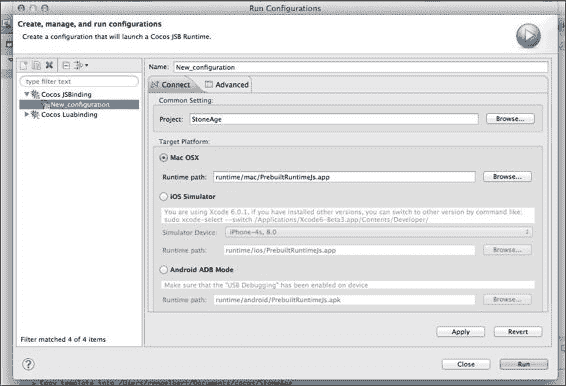 Run Configurations
Create, manage, and run configurations
Create a configuration that will launch a Cocos JSB Runtime.
type filter text
Cocos JSBinding
New_configuration
Cocos Luabinding
Filter matched 4 of 4 items
Name: New_configuration
Connect Advanced
Common Setting:
Project: StoneAge Browse...
Target Platform:
Mac OSX
Runtime path: runtime/mac/PrebuiltRuntimeJs.app Browse...
iOS Simulator
You are using Xcode 6.0.1, if you have installed other versions, you can switch to other version by command like:
sudo xcode-select --switch /Applications/Xcode6-Beta3.app/Contents/Developer/
Simulator Device: iPhone-4s, 8.0
Runtime path: runtime/ios/PrebuiltRuntimeJs.app Browse...
Android ADB Mode
Make sure that the "USB Debugging" has been enabled on device
Runtime path: runtime/android/PrebuiltRuntimeJs.apk Browse...
Apply Revert
Close Run